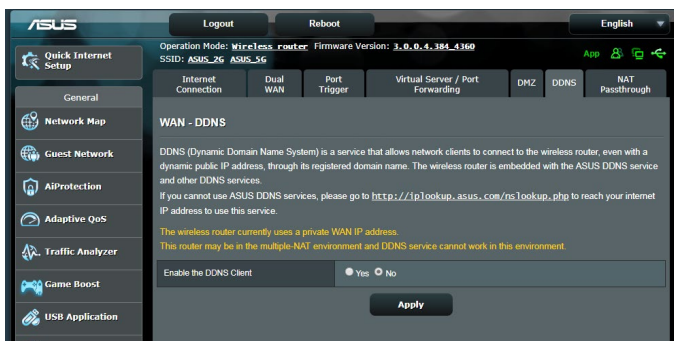 ASUS
Logout
Reboot
English
Operation Mode: Wireless router Firmware Version: 3.0.0.4.384_4360
SSID: ASUS_2G ASUS_5G
App
Quick Internet
Setup
General
Network Map
Guest Network
AiProtection
Adaptive QoS
Traffic Analyzer
Game Boost
USB Application
Internet
Connection
Dual
WAN
Port
Trigger
Virtual Server / Port
Forwarding
DMZ
DDNS
NAT
Passthrough
WAN - DDNS
DDNS (Dynamic Domain Name System) is a service that allows network clients to connect to the wireless router, even with a
dynamic public IP address, through its registered domain name. The wireless router is embedded with the ASUS DDNS service
and other DDNS services.
If you cannot use ASUS DDNS services, please go to http://iplookup.asus.com/nslookup.php to reach your internet
IP address to use this service.
The wireless router currently uses a private WAN IP
address.
This router may be in the multiple-NAT environment and DDNS service cannot work in this environment.
Enable the DDNS Client
Yes No
Apply